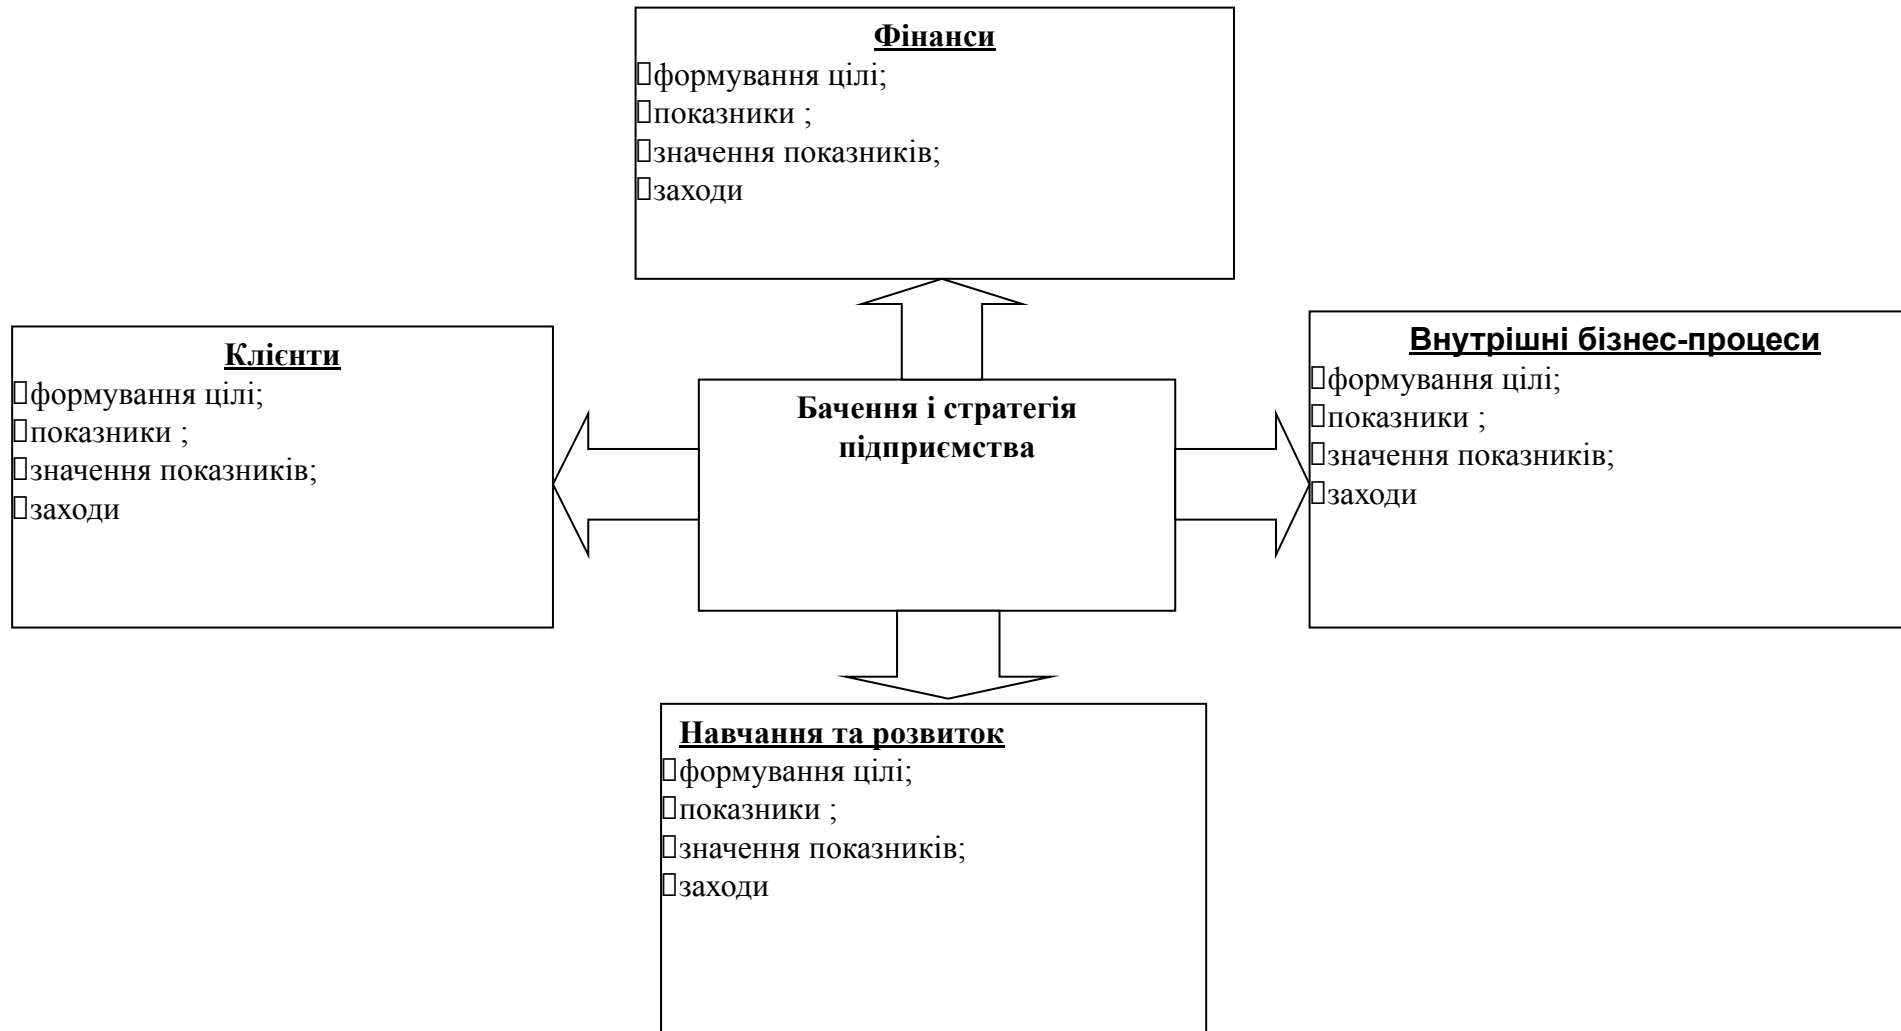 Фінанси
формування цілі;
показники ;
значення показників;
заходи
Клієнти
формування цілі;
показники ;
значення показників;
заходи
Бачення і стратегія
підприємства
Внутрішні бізнес-процеси
формування цілі;
показники ;
значення показників;
заходи
Навчання та розвиток
формування цілі;
показники ;
значення показників;
заходи